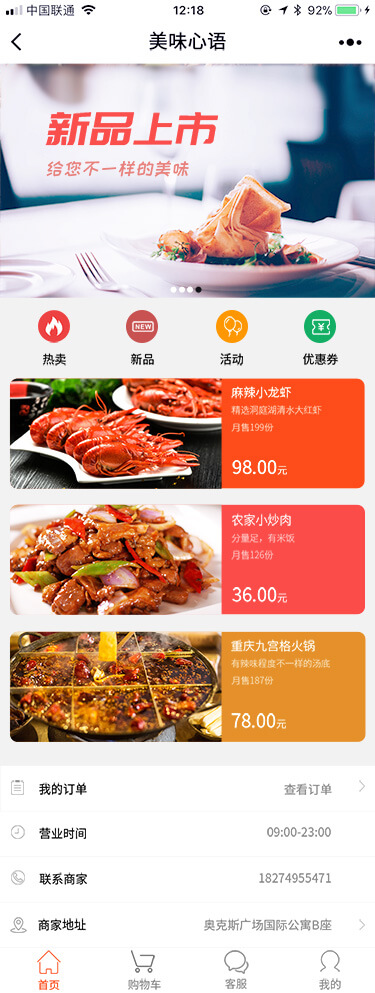 中国联通 12:18 92%
美味心语
新品上市
给您不一样的美味
热卖 NEW 新品 活动 ¥ 优惠券
麻辣小龙虾
精选洞庭湖清水大红虾
月售199份
98.00元
农家小炒肉
分量足，有米饭
月售126份
36.00元
重庆九宫格火锅
有辣味程度不一样的汤底
月售187份
78.00元
我的订单 查看订单
营业时间 09:00-23:00
联系商家 18274955471
商家地址 奥克斯广场国际公寓B座
首页 购物车 客服 我的